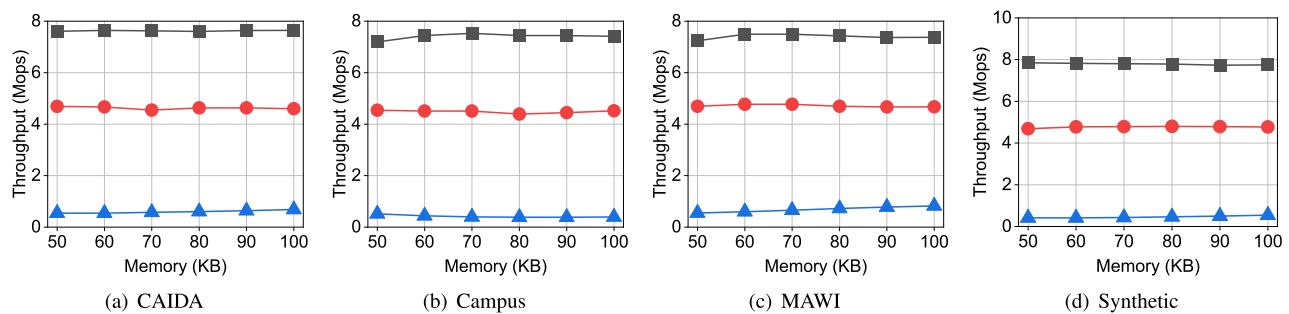 Throughput (Mops)
8
6
4
2
0
50 60 70 80 90 100
Memory (KB)
(a) CAIDA
Throughput (Mops)
8
6
4
2
0
50 60 70 80 90 100
Memory (KB)
(b) Campus
Throughput (Mops)
8
6
4
2
0
50 60 70 80 90 100
Memory (KB)
(c) MAWI
Throughput (Mops)
10
8
6
4
2
0
50 60 70 80 90 100
Memory (KB)
(d) Synthetic